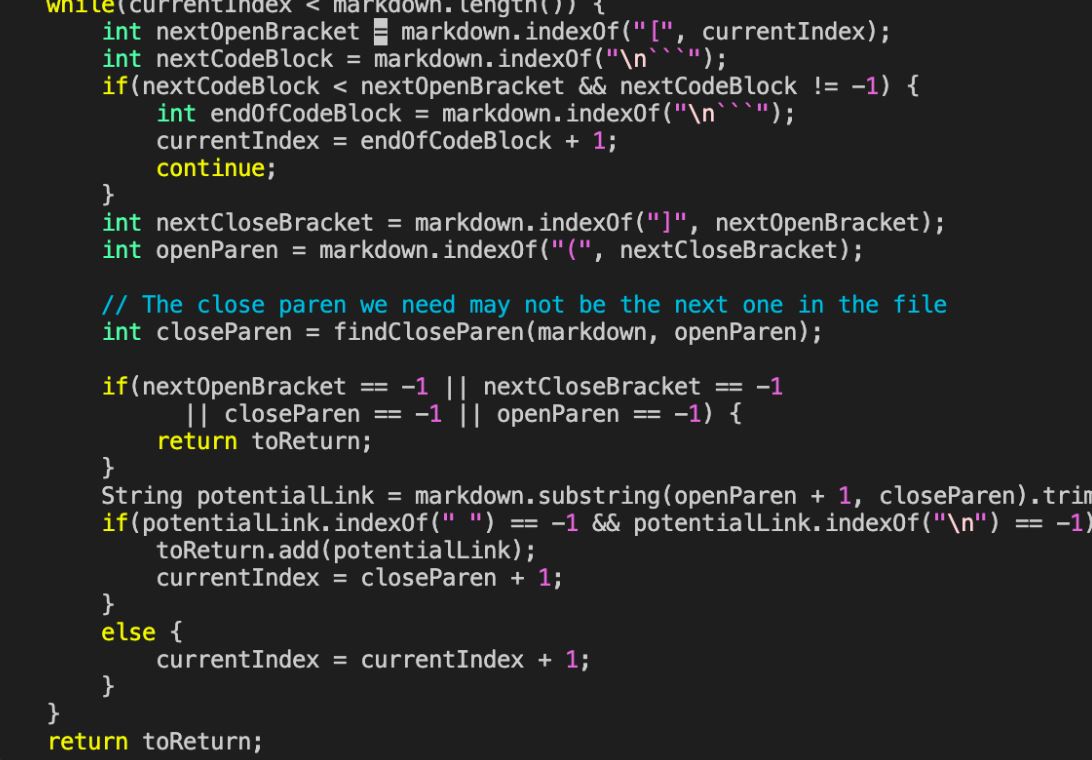 while(currentIndex < markdown.length()) {
int nextOpenBracket = markdown.indexOf("[", currentIndex);
int nextCodeBlock = markdown.indexOf("\n```");
if(nextCodeBlock < nextOpenBracket && nextCodeBlock != -1) {
int endOfCodeBlock = markdown.indexOf("\n```");
currentIndex = endOfCodeBlock + 1;
continue;
}
int nextCloseBracket = markdown.indexOf("]", nextOpenBracket);
int openParen = markdown.indexOf("(", nextCloseBracket);
// The close paren we need may not be the next one in the file
int closeParen = findCloseParen(markdown, openParen);
if(nextOpenBracket == -1 || nextCloseBracket == -1
|| closeParen == -1 || openParen == -1) {
return toReturn;
}
String potentialLink = markdown.substring(openParen + 1, closeParen).trim
if(potentialLink.indexOf(" ") == -1 && potentialLink.indexOf("\n") == -1)
toReturn.add(potentialLink);
currentIndex = closeParen + 1;
}
else {
currentIndex = currentIndex + 1;
}
}
return toReturn;